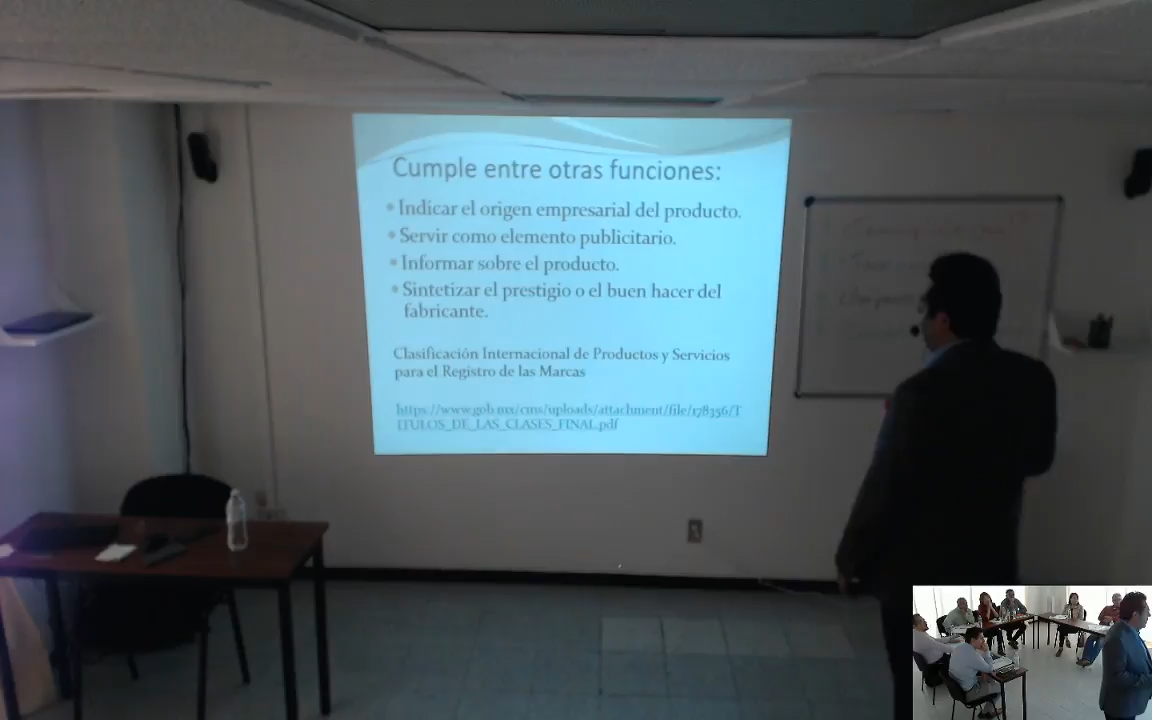 Cumple entre otras funciones:
• Indicar el origen empresarial del producto.
• Servir como elemento publicitario.
• Informar sobre el producto.
• Sintetizar el prestigio o el buen hacer del
fabricante.
Clasificación Internacional de Productos y Servicios
para el Registro de las Marcas
https://www.gob.mx/cms/uploads/attachment/file/178356/T
ITULOS_DE_LAS_CLASES_FINAL.pdf